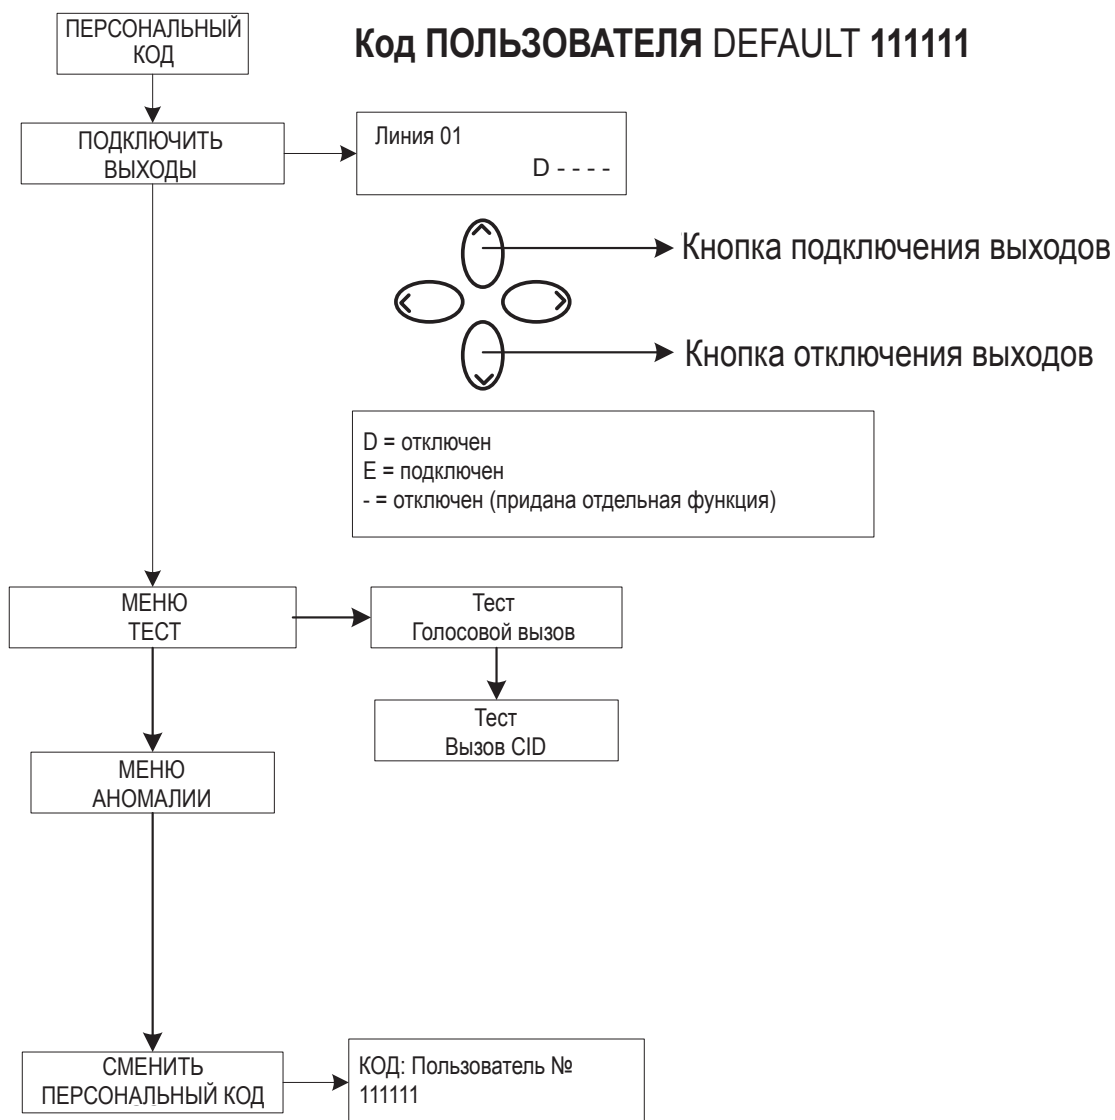 ПЕРСОНАЛЬНЫЙ
КОД
Код ПОЛЬЗОВАТЕЛЯ DEFAULT 111111
ПОДКЛЮЧИТЬ
ВЫХОДЫ
Линия 01
D - - - -
Кнопка подключения выходов
Кнопка отключения выходов
D = отключен
E = подключен
- = отключен (придана отдельная функция)
МЕНЮ
ТЕСТ
Тест
Голосовой вызов
Тест
Вызов CID
МЕНЮ
АНОМАЛИИ
СМЕНИТЬ
ПЕРСОНАЛЬНЫЙ КОД
КОД: Пользователь №
111111